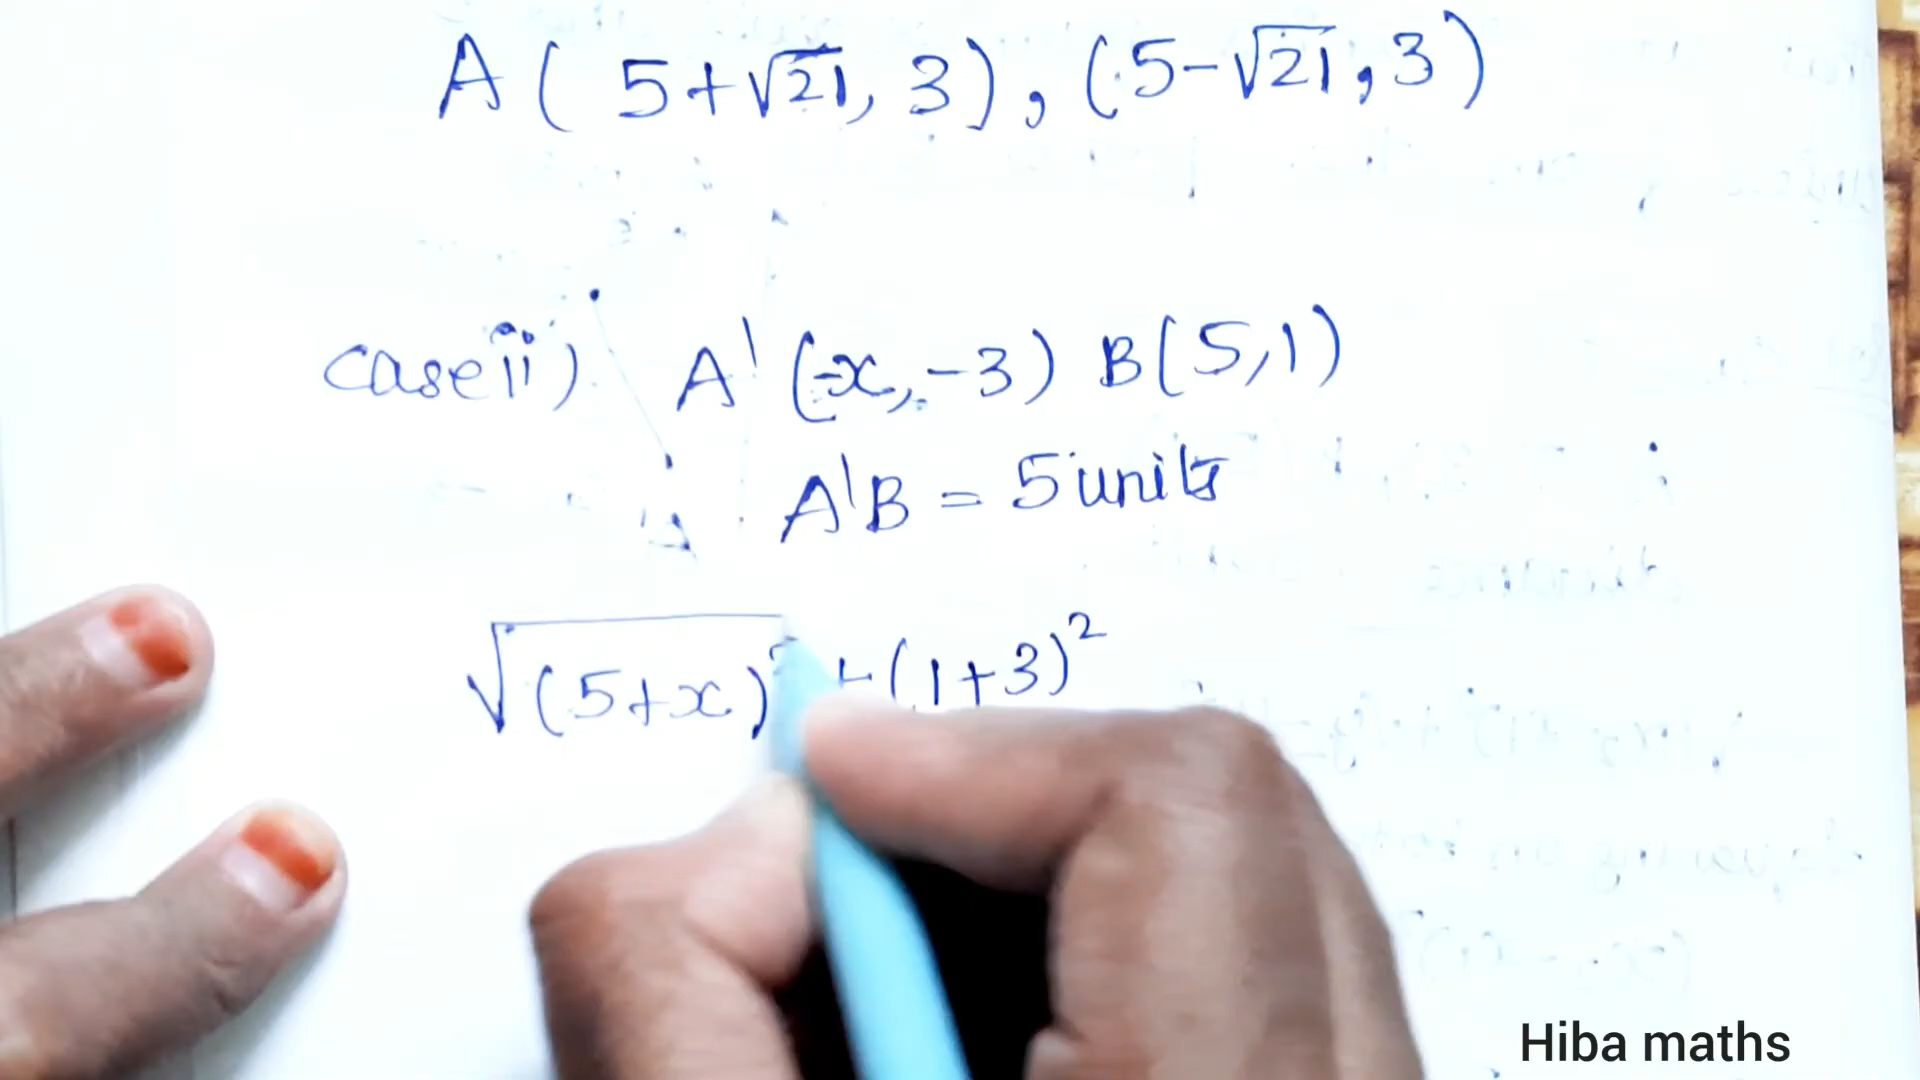 A ( 5+√21, 3), (5-√21, 3)
case ii) A' (-x, -3) B(5,1)
A'B = 5 units
√(5+x)² + (1+3)²
Hiba maths